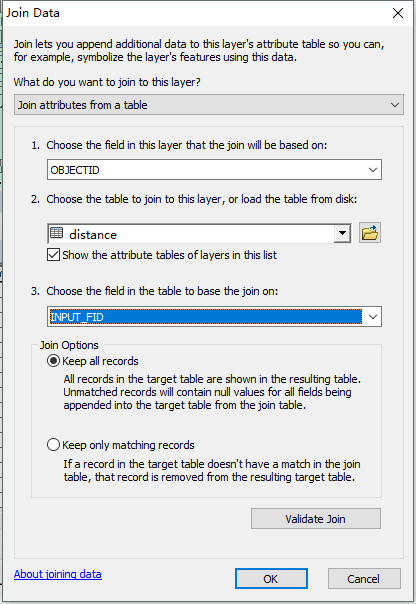 Join Data
Join lets you append additional data to this layer's attribute table so you can,
for example, symbolize the layer's features using this data.
What do you want to join to this layer?
Join attributes from a table
1. Choose the field in this layer that the join will be based on:
OBJECTID
2. Choose the table to join to this layer, or load the table from disk:
distance
Show the attribute tables of layers in this list
3. Choose the field in the table to base the join on:
INPUT_FID
Join Options
Keep all records
All records in the target table are shown in the resulting table.
Unmatched records will contain null values for all fields being
appended into the target table from the join table.
Keep only matching records
If a record in the target table doesn't have a match in the join
table, that record is removed from the resulting target table.
Validate Join
About joining data
OK
Cancel